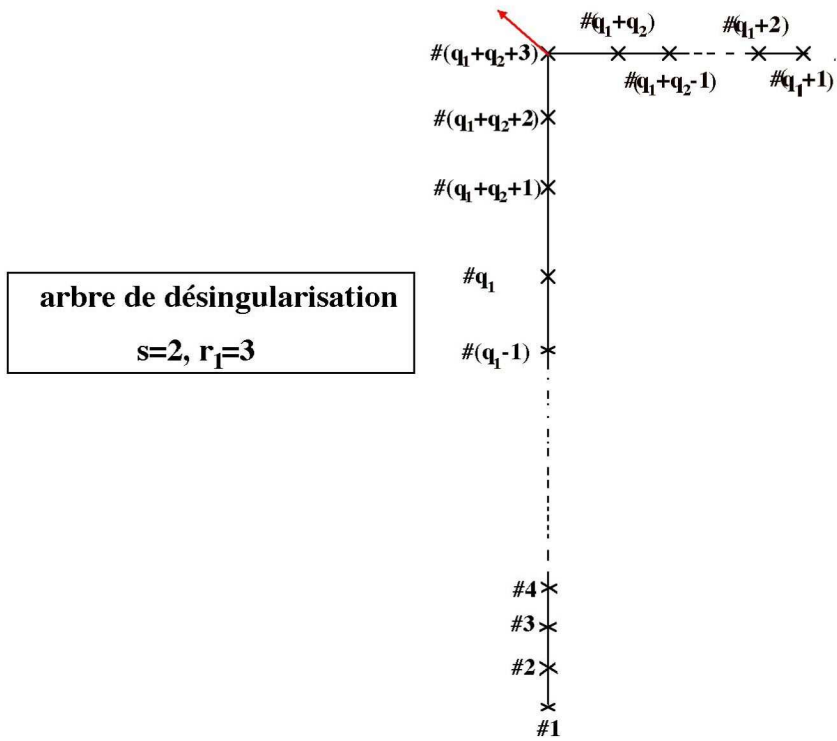 #(q₁+q₂) #(q₁+2)
#(q₁+q₂+3)
#(q₁+q₂-1) #(q₁+1)
#(q₁+q₂+2)
#(q₁+q₂+1)
#q₁
arbre de désingularisation
s=2, r₁=3
#(q₁-1)
#4
#3
#2
#1